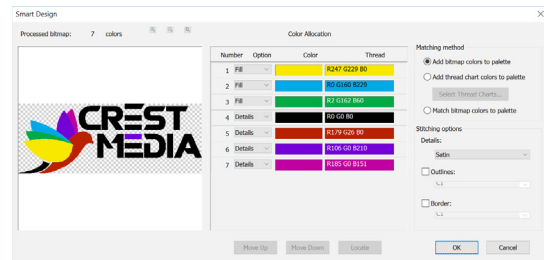 Smart Design
Processed bitmap: 7 colors
Color Allocation
Number Option Color Thread
1 Fill R247 G229 B0
2 Fill R0 G160 B229
3 Fill R2 G162 B60
4 Details R0 G0 B0
5 Details R179 G26 B0
6 Details R106 G0 B210
7 Details R185 G0 B151
CREST
MEDIA
Matching method
Add bitmap colors to palette
Add thread chart colors to palette
Select Thread Charts...
Match bitmap colors to palette
Stitching options
Details:
Satin
Outlines:
Border:
Move Up Move Down Locate
OK Cancel